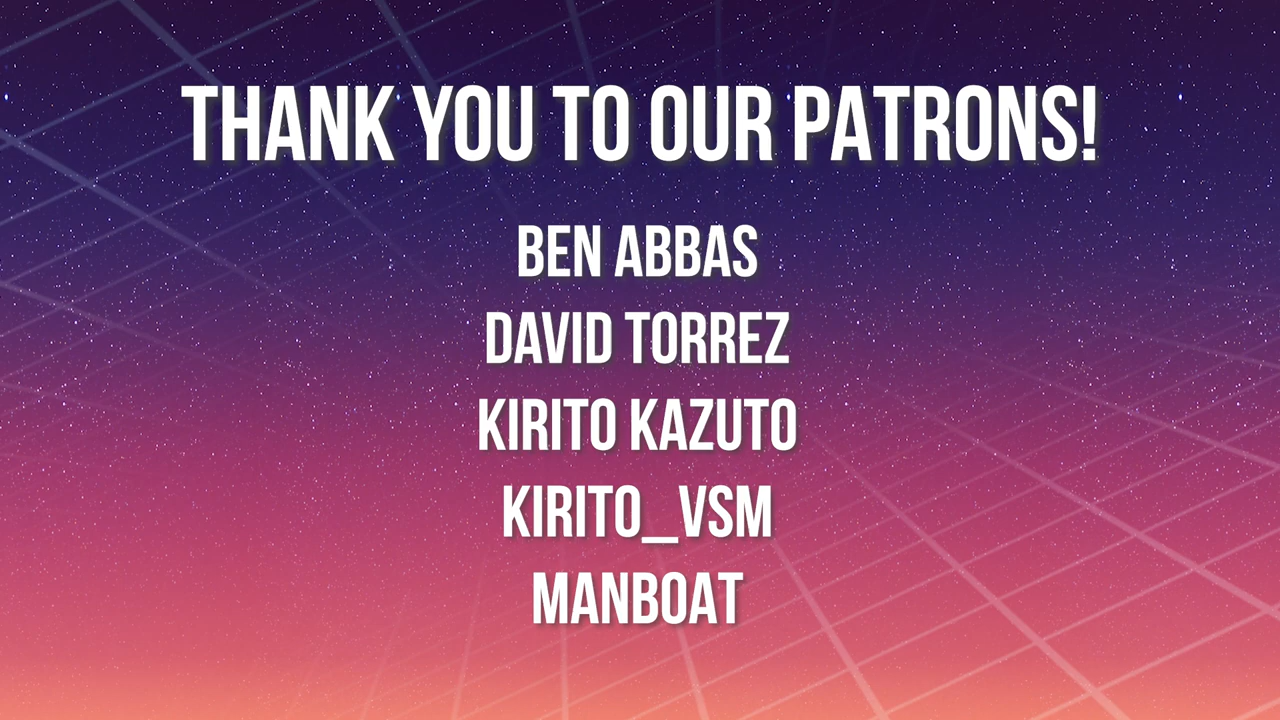 THANK YOU TO OUR PATRONS!
BEN ABBAS
DAVID TORREZ
KIRITO KAZUTO
KIRITO_VSM
MANBOAT